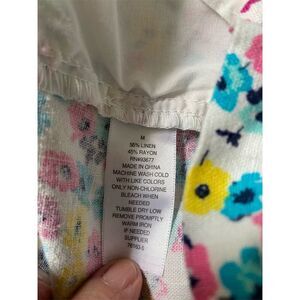 M
55% LINEN
45% RAYON
RN#93677
MADE IN CHINA
MACHINE WASH COLD
WITH LIKE COLORS
ONLY NON-CHLORINE
BLEACH WHEN
NEEDED
TUMBLE DRY LOW
REMOVE PROMPTLY
WARM IRON
IF NEEDED
SUPPLIER